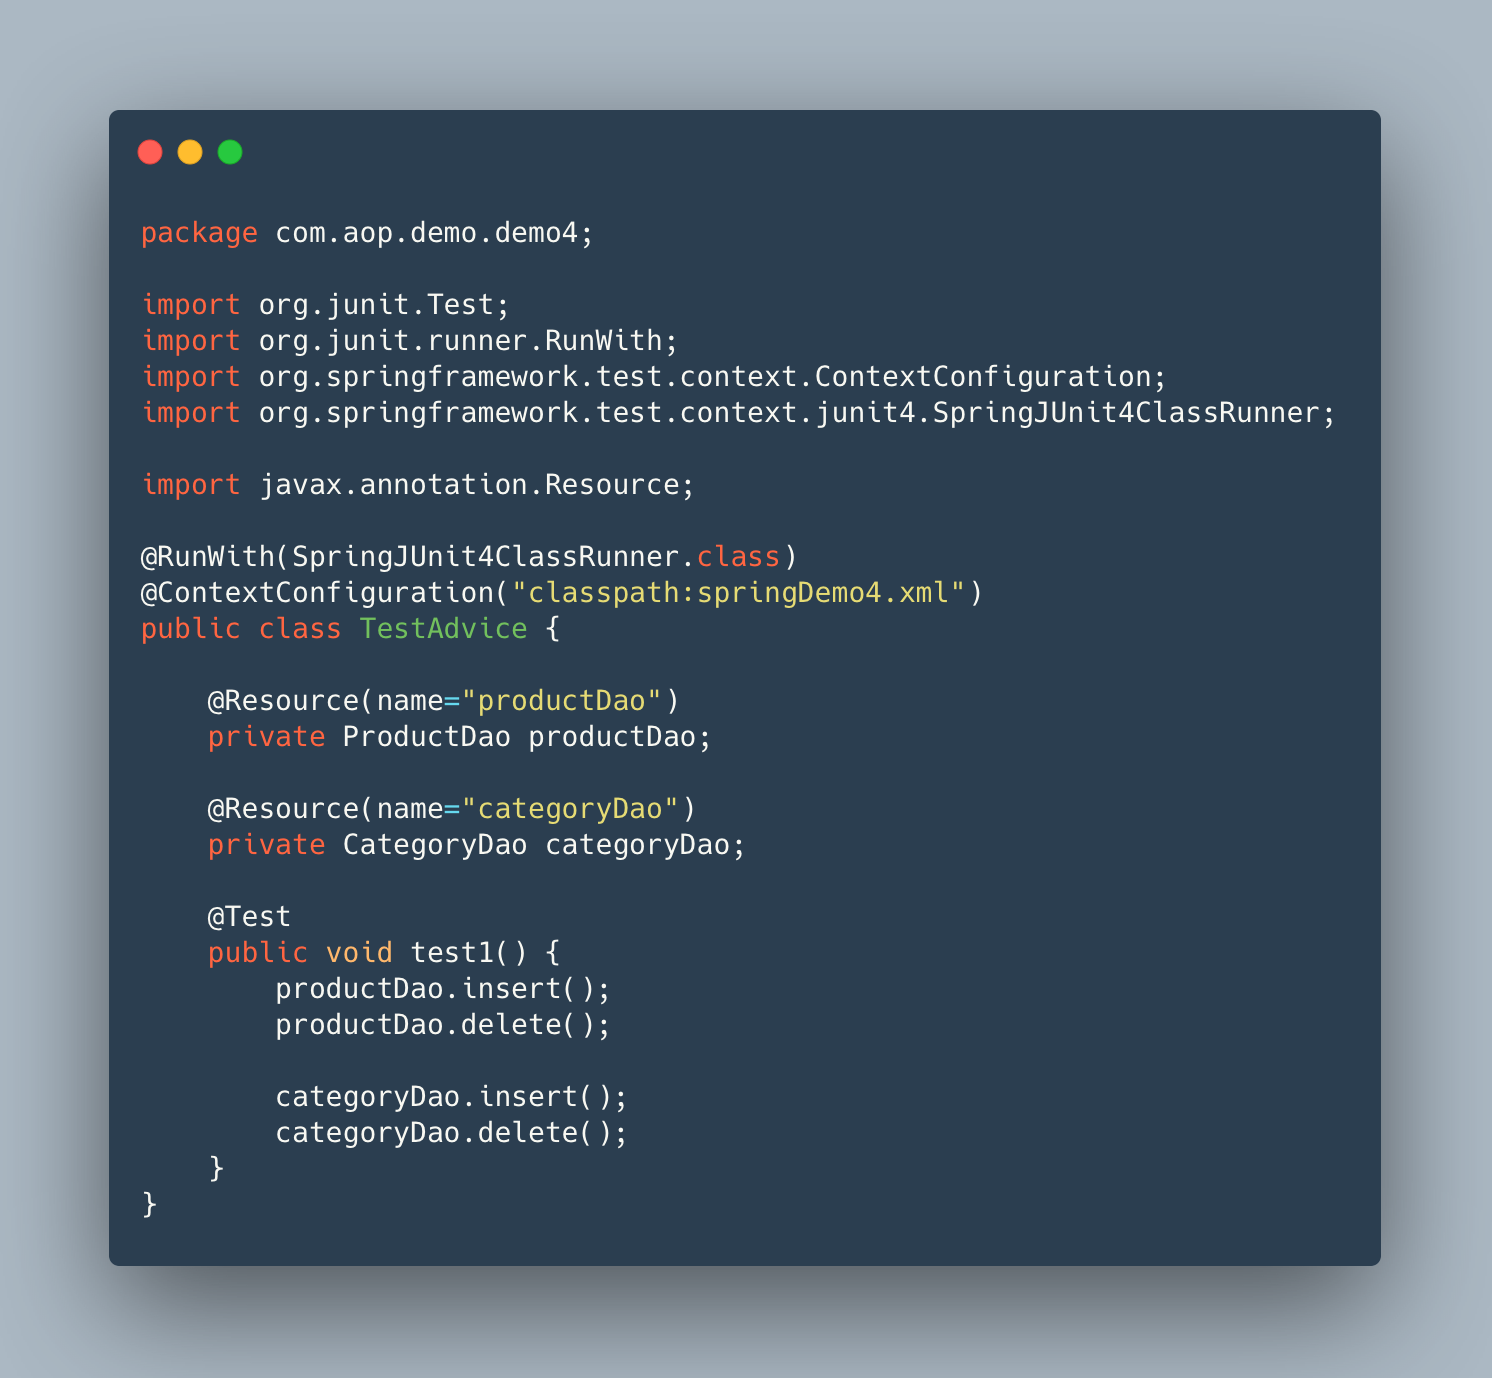 package com.aop.demo.demo4;

import org.junit.Test;
import org.junit.runner.RunWith;
import org.springframework.test.context.ContextConfiguration;
import org.springframework.test.context.junit4.SpringJUnit4ClassRunner;

import javax.annotation.Resource;

@RunWith(SpringJUnit4ClassRunner.class)
@ContextConfiguration("classpath:springDemo4.xml")
public class TestAdvice {

    @Resource(name="productDao")
    private ProductDao productDao;

    @Resource(name="categoryDao")
    private CategoryDao categoryDao;

    @Test
    public void test1() {
        productDao.insert();
        productDao.delete();

        categoryDao.insert();
        categoryDao.delete();
    }
}